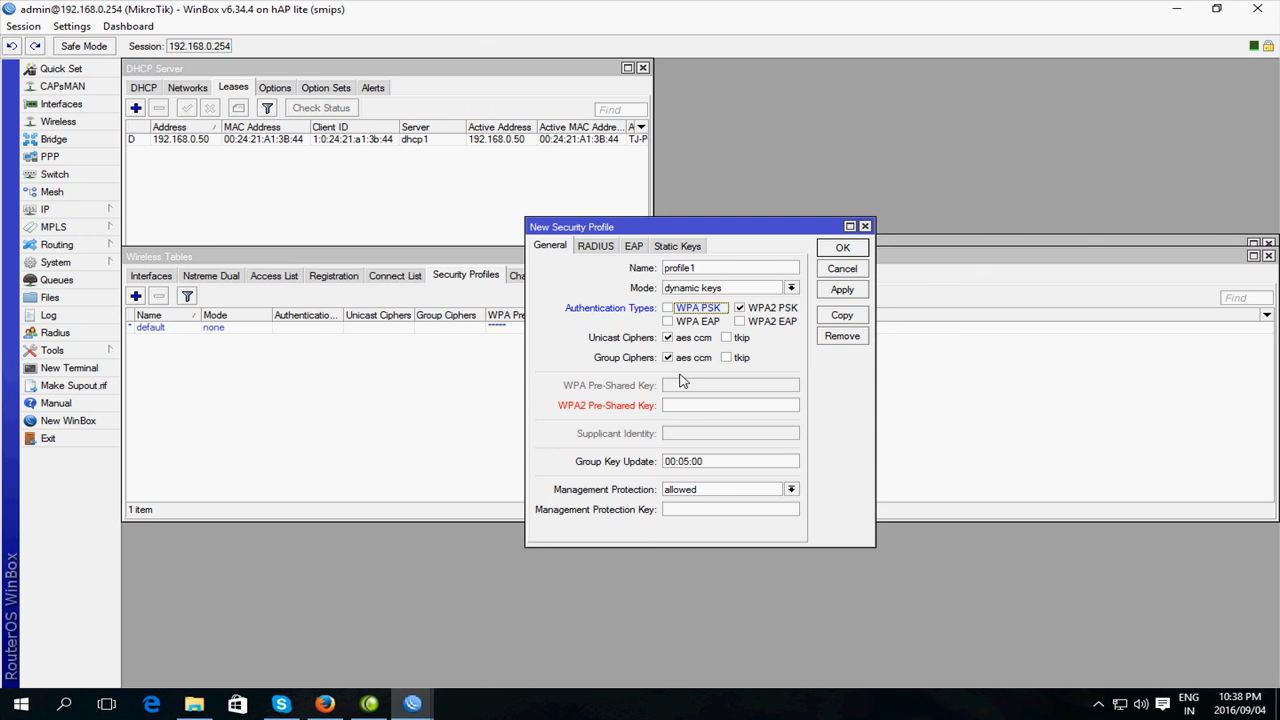 admin@192.168.0.254 (MikroTik) - WinBox v6.34.4 on hAP lite (smips)
Session Settings Dashboard
Safe Mode Session: 192.168.0.254
Quick Set
CAPsMAN
Interfaces
Wireless
Bridge
PPP
Switch
Mesh
IP
MPLS
Routing
System
Queues
Files
Log
Radius
Tools
New Terminal
Make Supout.rif
Manual
New WinBox
Exit
RouterOS WinBox
DHCP Server
DHCP Networks Leases Options Option Sets Alerts
Check Status Find
Address MAC Address Client ID Server Active Address Active MAC Addre... A
D 192.168.0.50 00:24:21:A1:3B:44 1:0:24:21:a1:3b:44 dhcp1 192.168.0.50 00:24:21:A1:3B:44 TJ-P
Wireless Tables
Interfaces Nstreme Dual Access List Registration Connect List Security Profiles Cha
Find
Name Mode Authenticatio... Unicast Ciphers Group Ciphers WPA Pre
* default none *****
1 item
New Security Profile
General RADIUS EAP Static Keys
Name: profile1
Mode: dynamic keys
Authentication Types: WPA PSK WPA2 PSK
WPA EAP WPA2 EAP
Unicast Ciphers: aes ccm tkip
Group Ciphers: aes ccm tkip
WPA Pre-Shared Key:
WPA2 Pre-Shared Key:
Supplicant Identity:
Group Key Update: 00:05:00
Management Protection: allowed
Management Protection Key:
OK
Cancel
Apply
Copy
Remove
ENG
IN
10:38 PM
2016/09/04